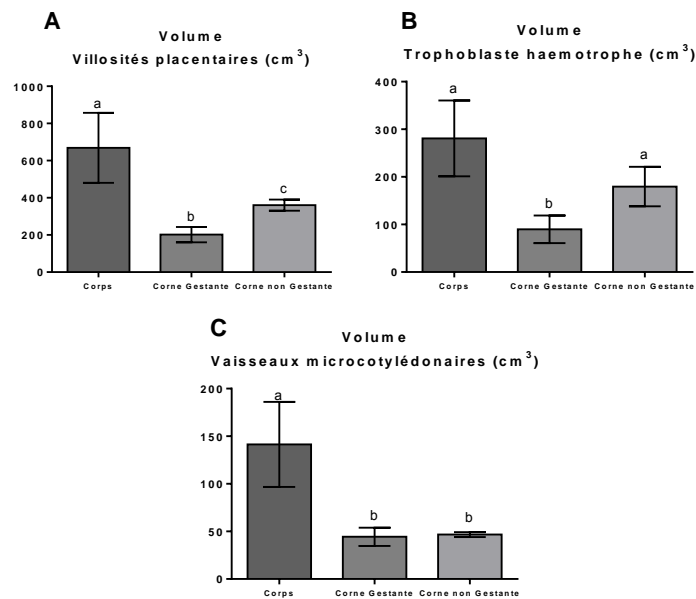 A
Volume
Villosités placentaires (cm³)
1000
800
600
400
200
0
a
b
c
Corps
Corne Gestante
Corne non Gestante
B
Volume
Trophoblaste haemotrophe (cm³)
400
300
200
100
0
a
b
a
Corps
Corne Gestante
Corne non Gestante
C
Volume
Vaisseaux microcotylédonaires (cm³)
200
150
100
50
0
a
b
b
Corps
Corne Gestante
Corne non Gestante